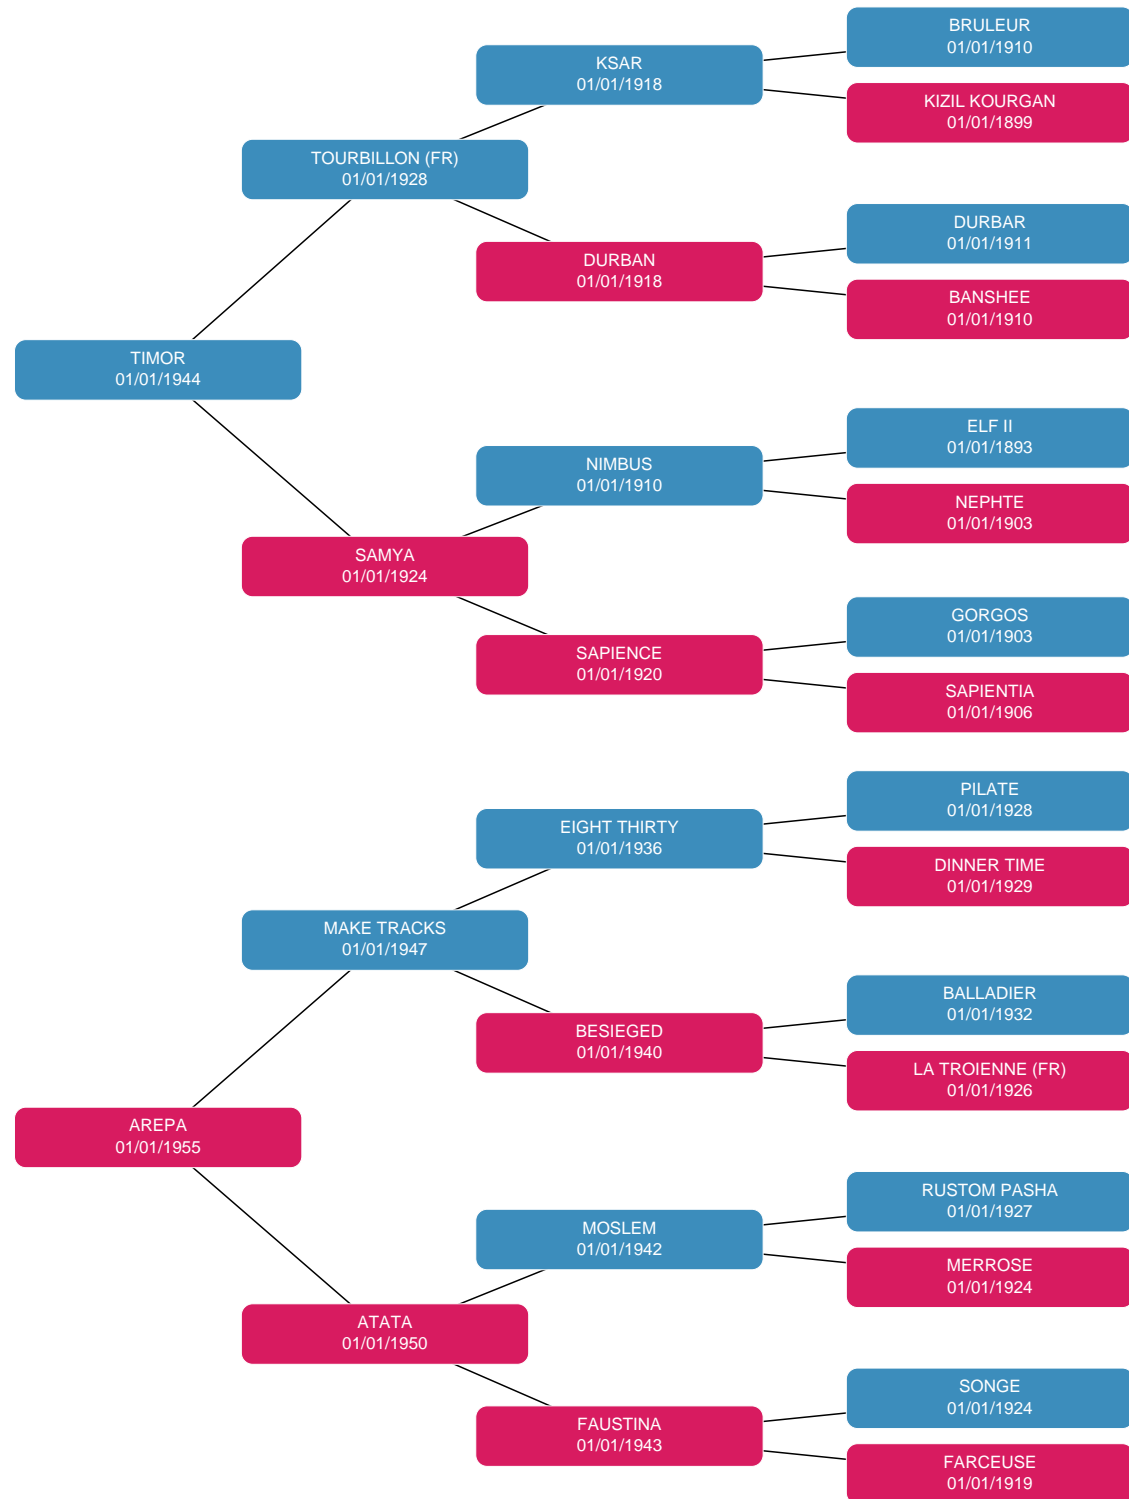 BRULEUR
01/01/1910
KSAR
01/01/1918
KIZIL KOURGAN
01/01/1899
TOURBILLON (FR)
01/01/1928
DURBAR
01/01/1911
DURBAN
01/01/1918
BANSHEE
01/01/1910
TIMOR
01/01/1944
ELF II
01/01/1893
NIMBUS
01/01/1910
NEPHTE
01/01/1903
SAMYA
01/01/1924
GORGOS
01/01/1903
SAPIENCE
01/01/1920
SAPIENTIA
01/01/1906
PILATE
01/01/1928
EIGHT THIRTY
01/01/1936
DINNER TIME
01/01/1929
MAKE TRACKS
01/01/1947
BALLADIER
01/01/1932
BESIEGED
01/01/1940
LA TROIENNE (FR)
01/01/1926
AREPA
01/01/1955
RUSTOM PASHA
01/01/1927
MOSLEM
01/01/1942
MERROSE
01/01/1924
ATATA
01/01/1950
SONGE
01/01/1924
FAUSTINA
01/01/1943
FARCEUSE
01/01/1919